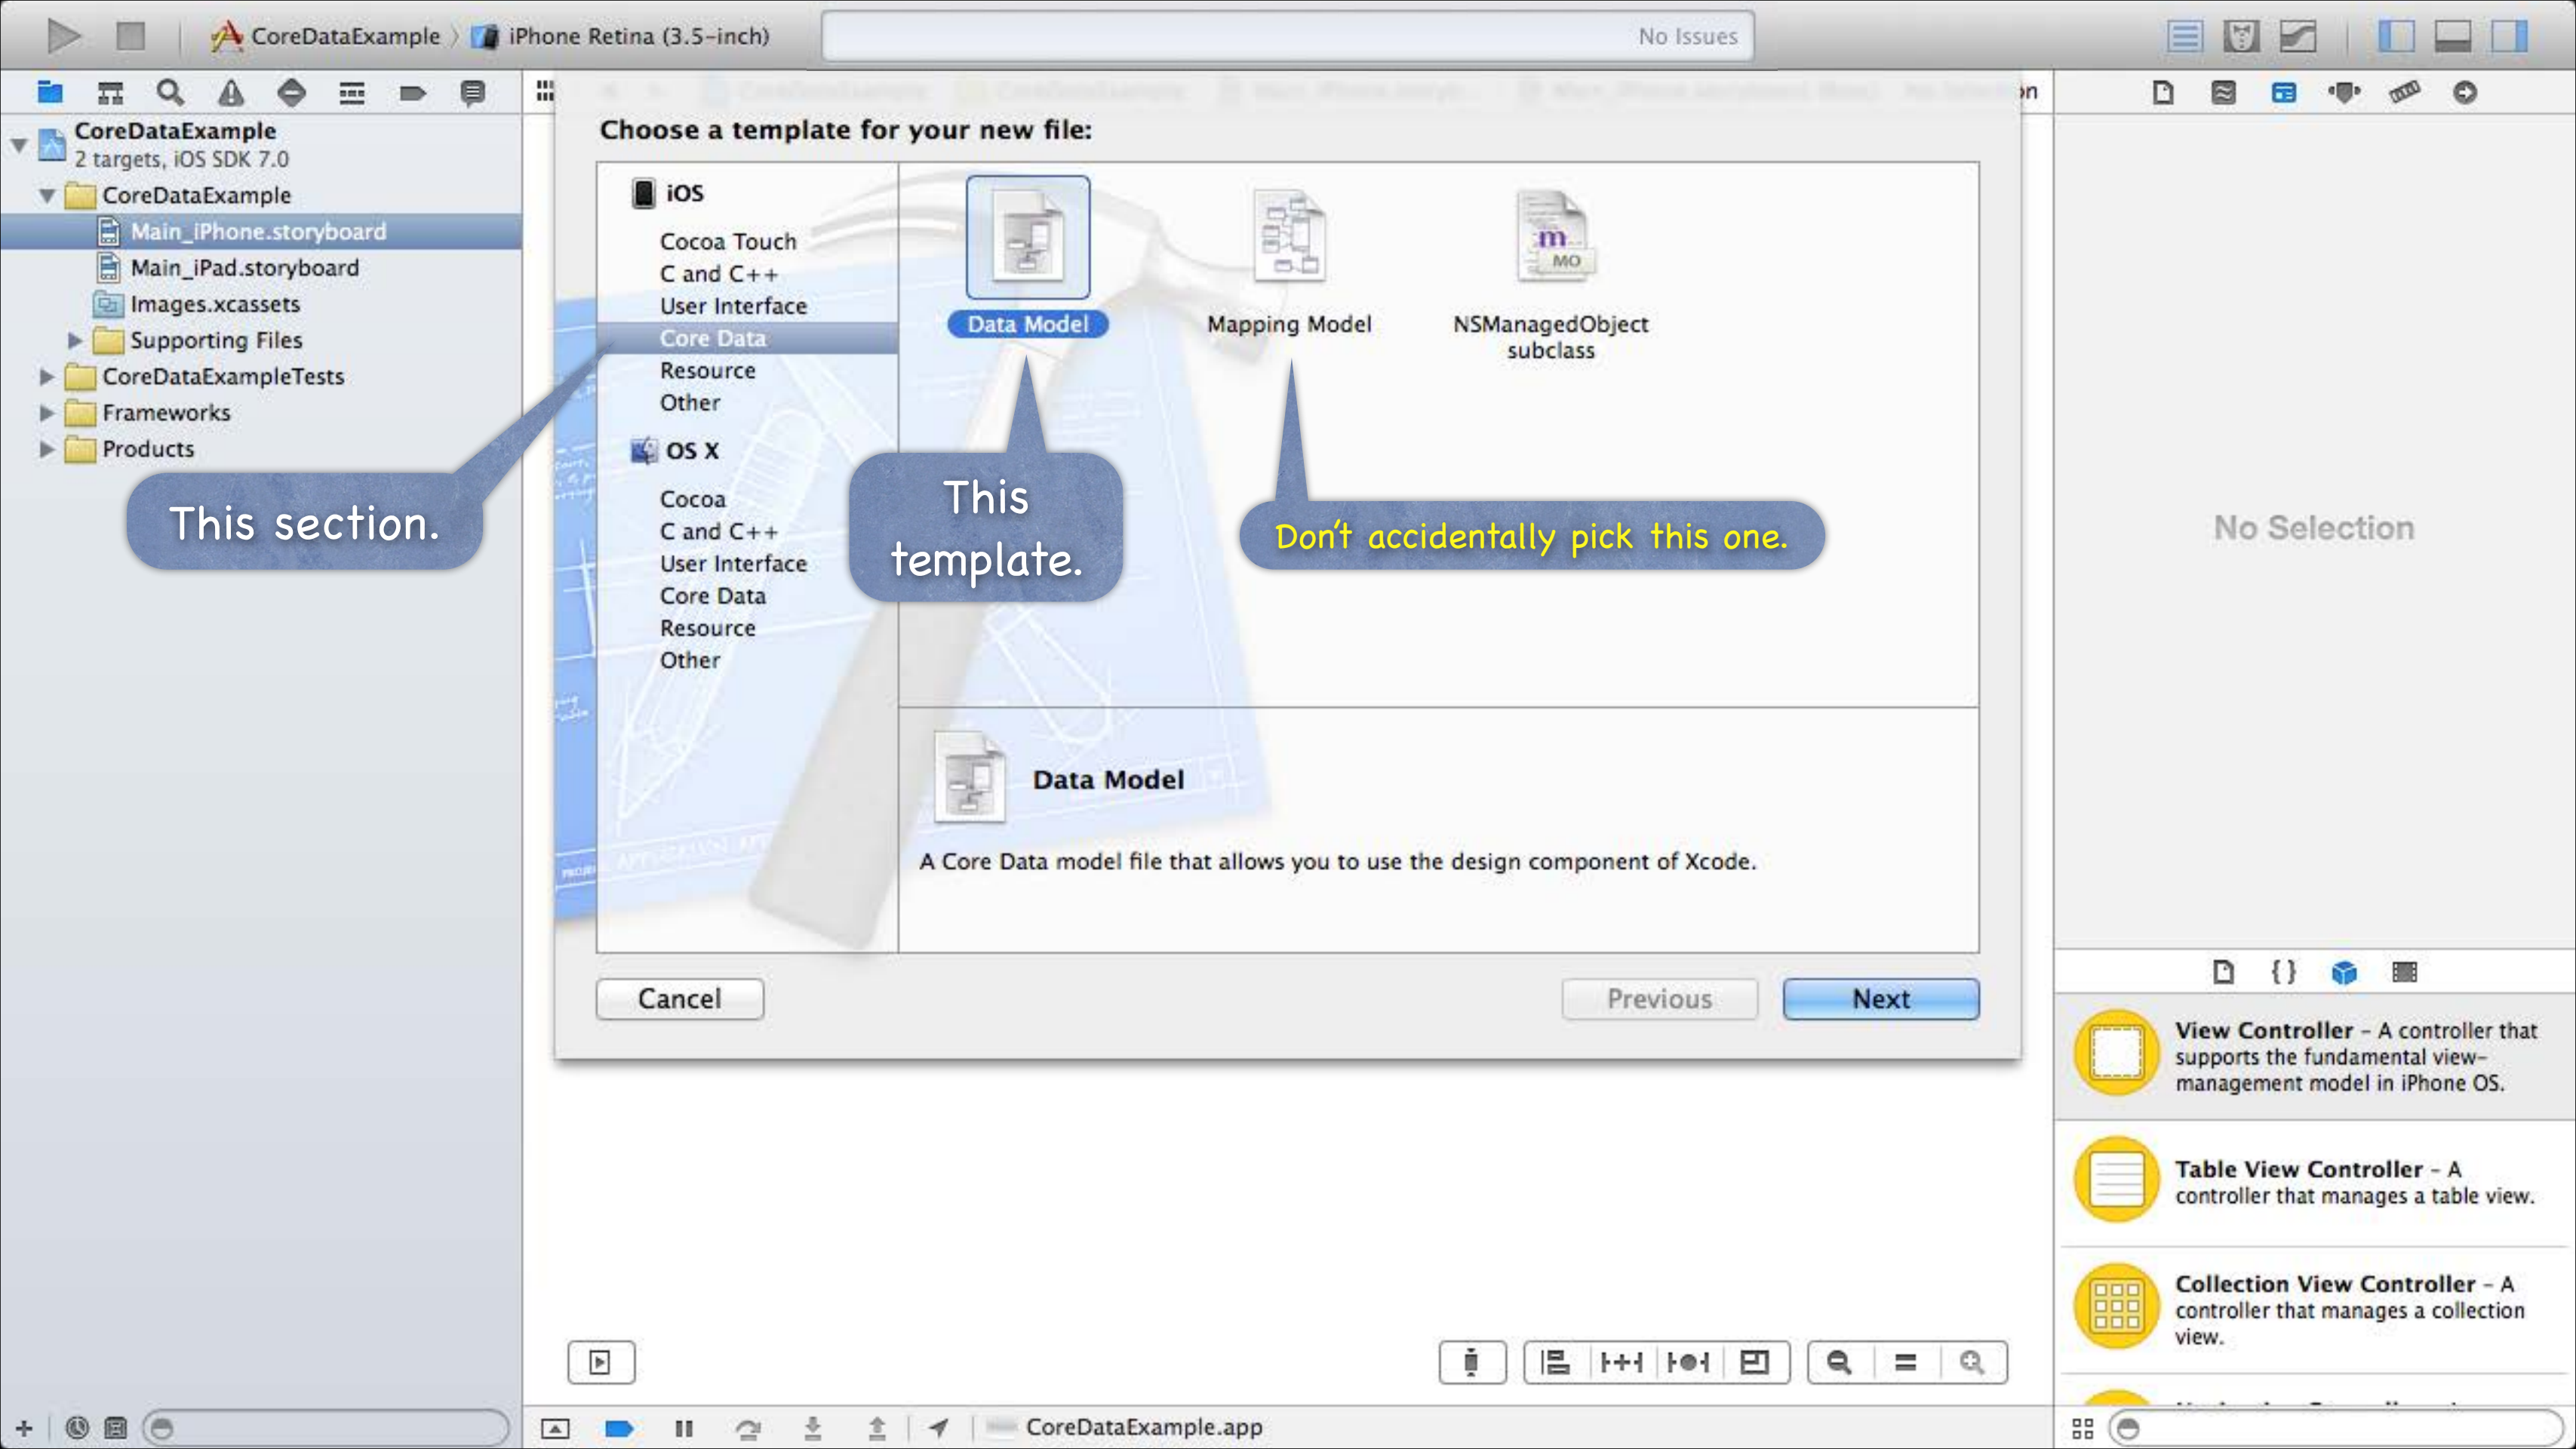 CoreDataExample
iPhone Retina (3.5-inch)
No Issues
CoreDataExample
2 targets, iOS SDK 7.0
CoreDataExample
Main_iPhone.storyboard
Main_iPad.storyboard
Images.xcassets
Supporting Files
CoreDataExampleTests
Frameworks
Products
This section.
on
Choose a template for your new file:
iOS
Cocoa Touch
C and C++
User Interface
Core Data
Resource
Other
OS X
Cocoa
C and C++
User Interface
Core Data
Resource
Other
Data Model
Mapping Model
NSManagedObject
subclass
m
MO
This
template.
Don't accidentally pick this one.
Data Model
A Core Data model file that allows you to use the design component of Xcode.
Cancel
Previous
Next
No Selection
{ }
View Controller - A controller that
supports the fundamental view-
management model in iPhone OS.
Table View Controller - A
controller that manages a table view.
Collection View Controller - A
controller that manages a collection
view.
CoreDataExample.app